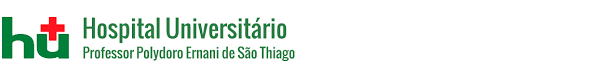 hu
Hospital Universitário
Professor Polydoro Ernani de São Thiago